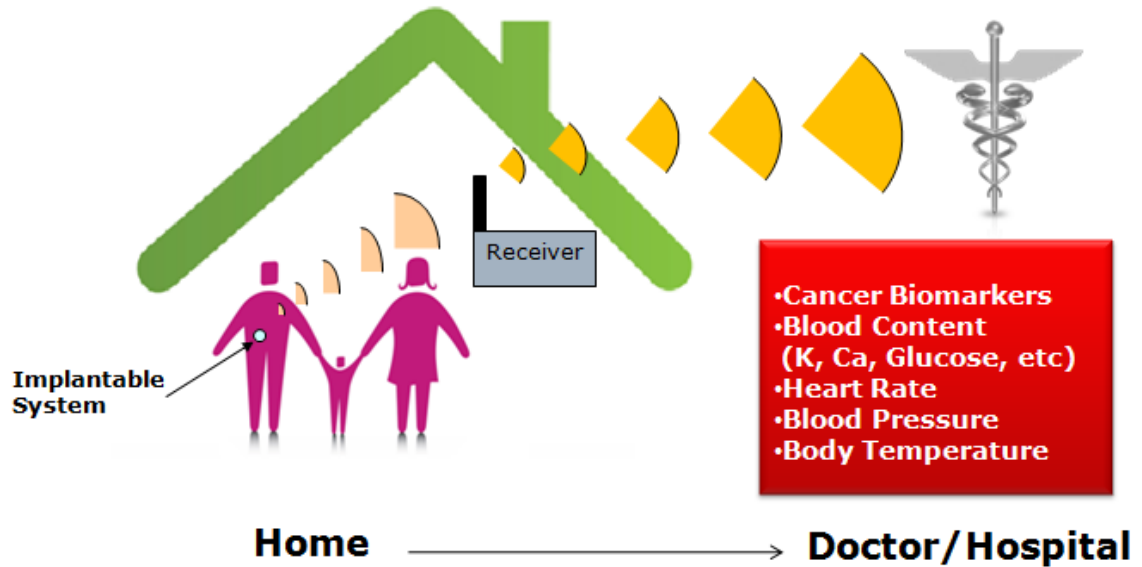 Receiver
Implantable
System
•Cancer Biomarkers
•Blood Content
(K, Ca, Glucose, etc)
•Heart Rate
•Blood Pressure
•Body Temperature
Home
Doctor/Hospital